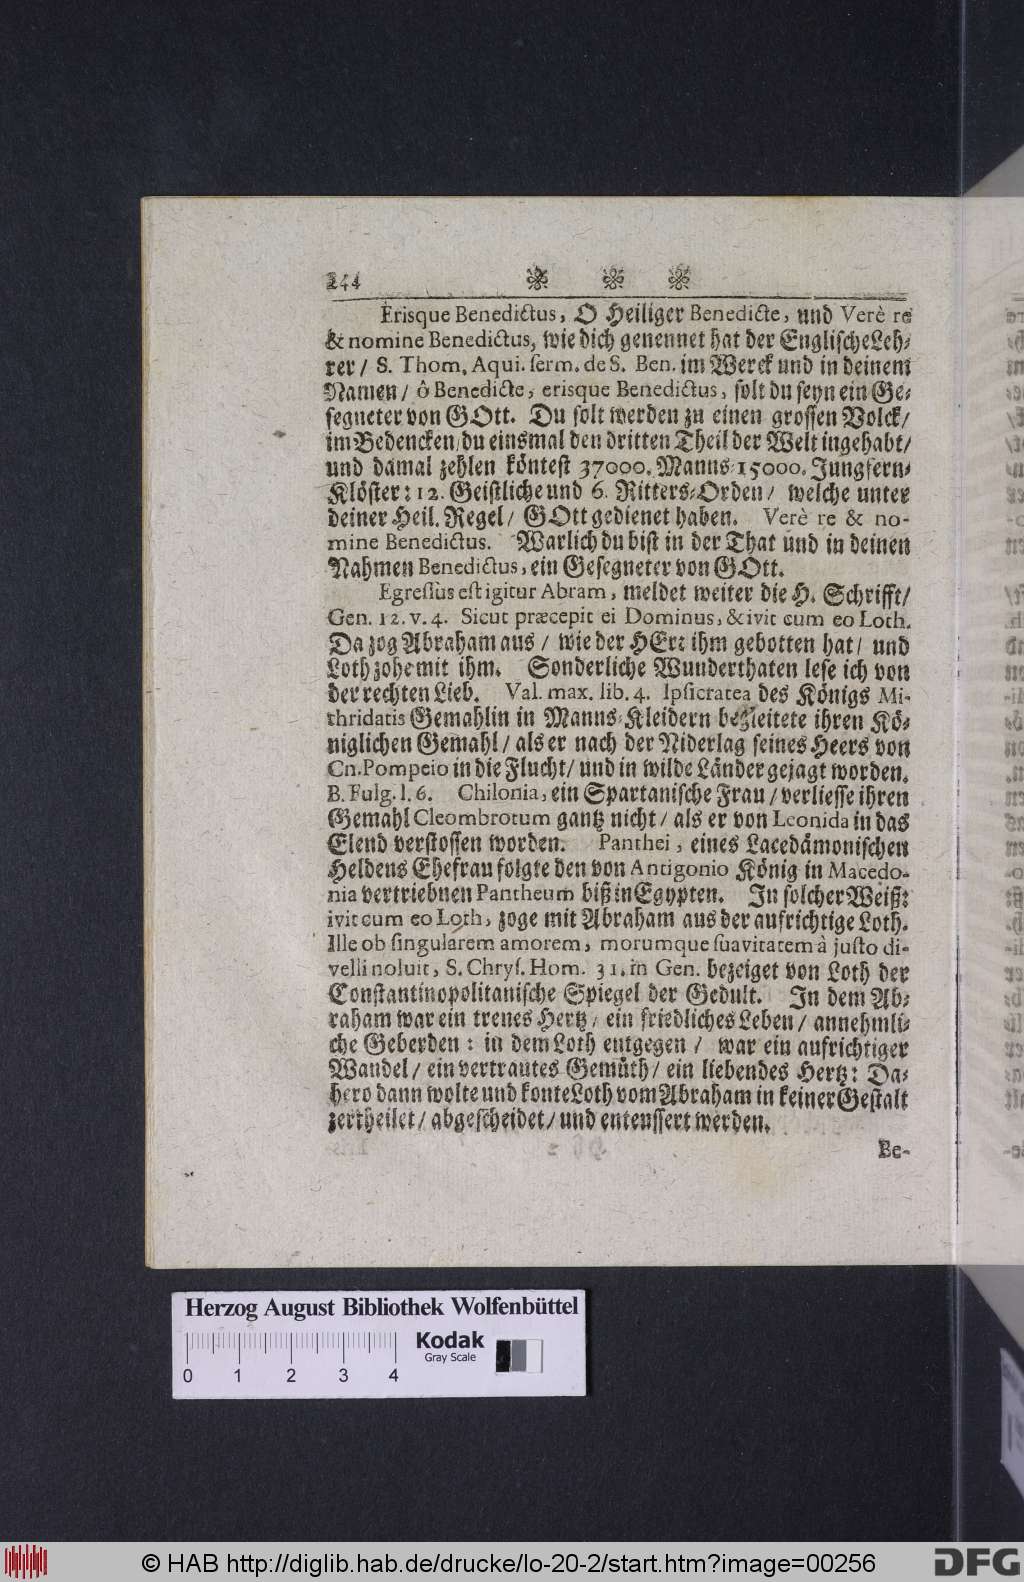 244
Erisque Benedictus, O Heiliger Benedicte, und Verè re
& nomine Benedictus, wie dich genennet hat der Englische Leh-
rer / S. Thom. Aqui. serm. de S. Ben. im Werck und in deinem
Namen / ô Benedicte, erisque Benedictus, solt du seyn ein Ge-
segneter von GOtt. Du solt werden zu einen grossen Volck /
im Bedencken / du einsmal den dritten Theil der Welt ingehabt /
und damal zehlen köntest 37000. Manns- 15000. Jungfern-
Klöster: 12. Geistliche und 6. Ritters-Orden / welche unter
deiner Heil. Regel / GOtt gedienet haben. Verè re & no-
mine Benedictus. Warlich du bist in der That und in deinen
Nahmen Benedictus, ein Gesegneter von GOtt.
Egressus est igitur Abram, meldet weiter die H. Schrifft /
Gen. 12. v. 4. Sicut præcepit ei Dominus, & ivit cum eo Loth.
Da zog Abraham aus / wie der HErr ihm gebotten hat / und
Loth zohe mit ihm. Sonderliche Wunderthaten lese ich von
der rechten Lieb. Val. max. lib. 4. Ipsicratea des Königs Mi-
thridatis Gemahlin in Manns-Kleidern begleitete ihren Kö-
niglichen Gemahl / als er nach der Niderlag seines Heers von
Cn. Pompeio in die Flucht / und in wilde Länder gejagt worden.
B. Fulg. l. 6. Chilonia, ein Spartanische Frau / verliesse ihren
Gemahl Cleombrotum gantz nicht / als er von Leonida in das
Elend verstossen worden. Panthei, eines Lacedämonischen
Heldens Ehefrau folgte den von Antigonio König in Macedo-
nia vertriebnen Pantheum biß in Egypten. In solcher Weiß:
ivit cum eo Loth, zoge mit Abraham aus der aufrichtige Loth.
Ille ob singularem amorem, morumque suavitatem à justo di-
velli noluit, S. Chrys. Hom. 31. in Gen. bezeiget von Loth der
Constantinopolitanische Spiegel der Gedult. In dem Ab-
raham war ein treues Hertz / ein friedliches Leben / annehmli-
che Geberden: in dem Loth entgegen / war ein aufrichtiger
Wandel / ein vertrautes Gemüth / ein liebendes Hertz: Da-
hero dann wolte und konte Loth vom Abraham in keiner Gestalt
zertheilet / abgescheidet / und enteussert werden.
Be-
Herzog August Bibliothek Wolfenbüttel
Kodak
Gray Scale
0 1 2 3 4
© HAB http://diglib.hab.de/drucke/lo-20-2/start.htm?image=00256
DFG